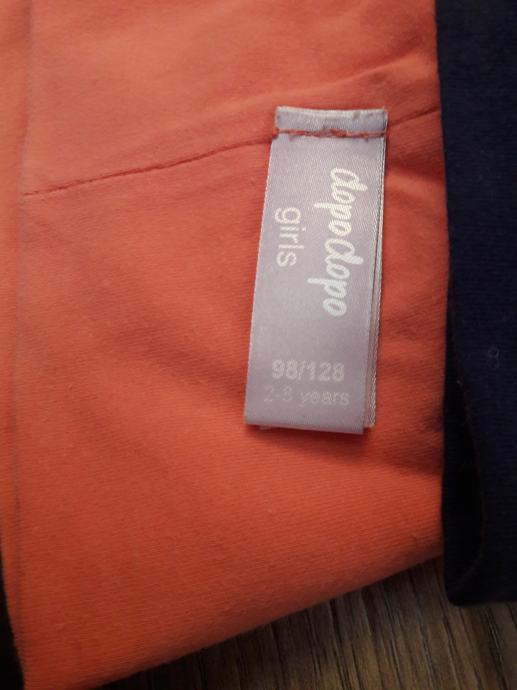 dopodopo
girls
98/128
2-8 years